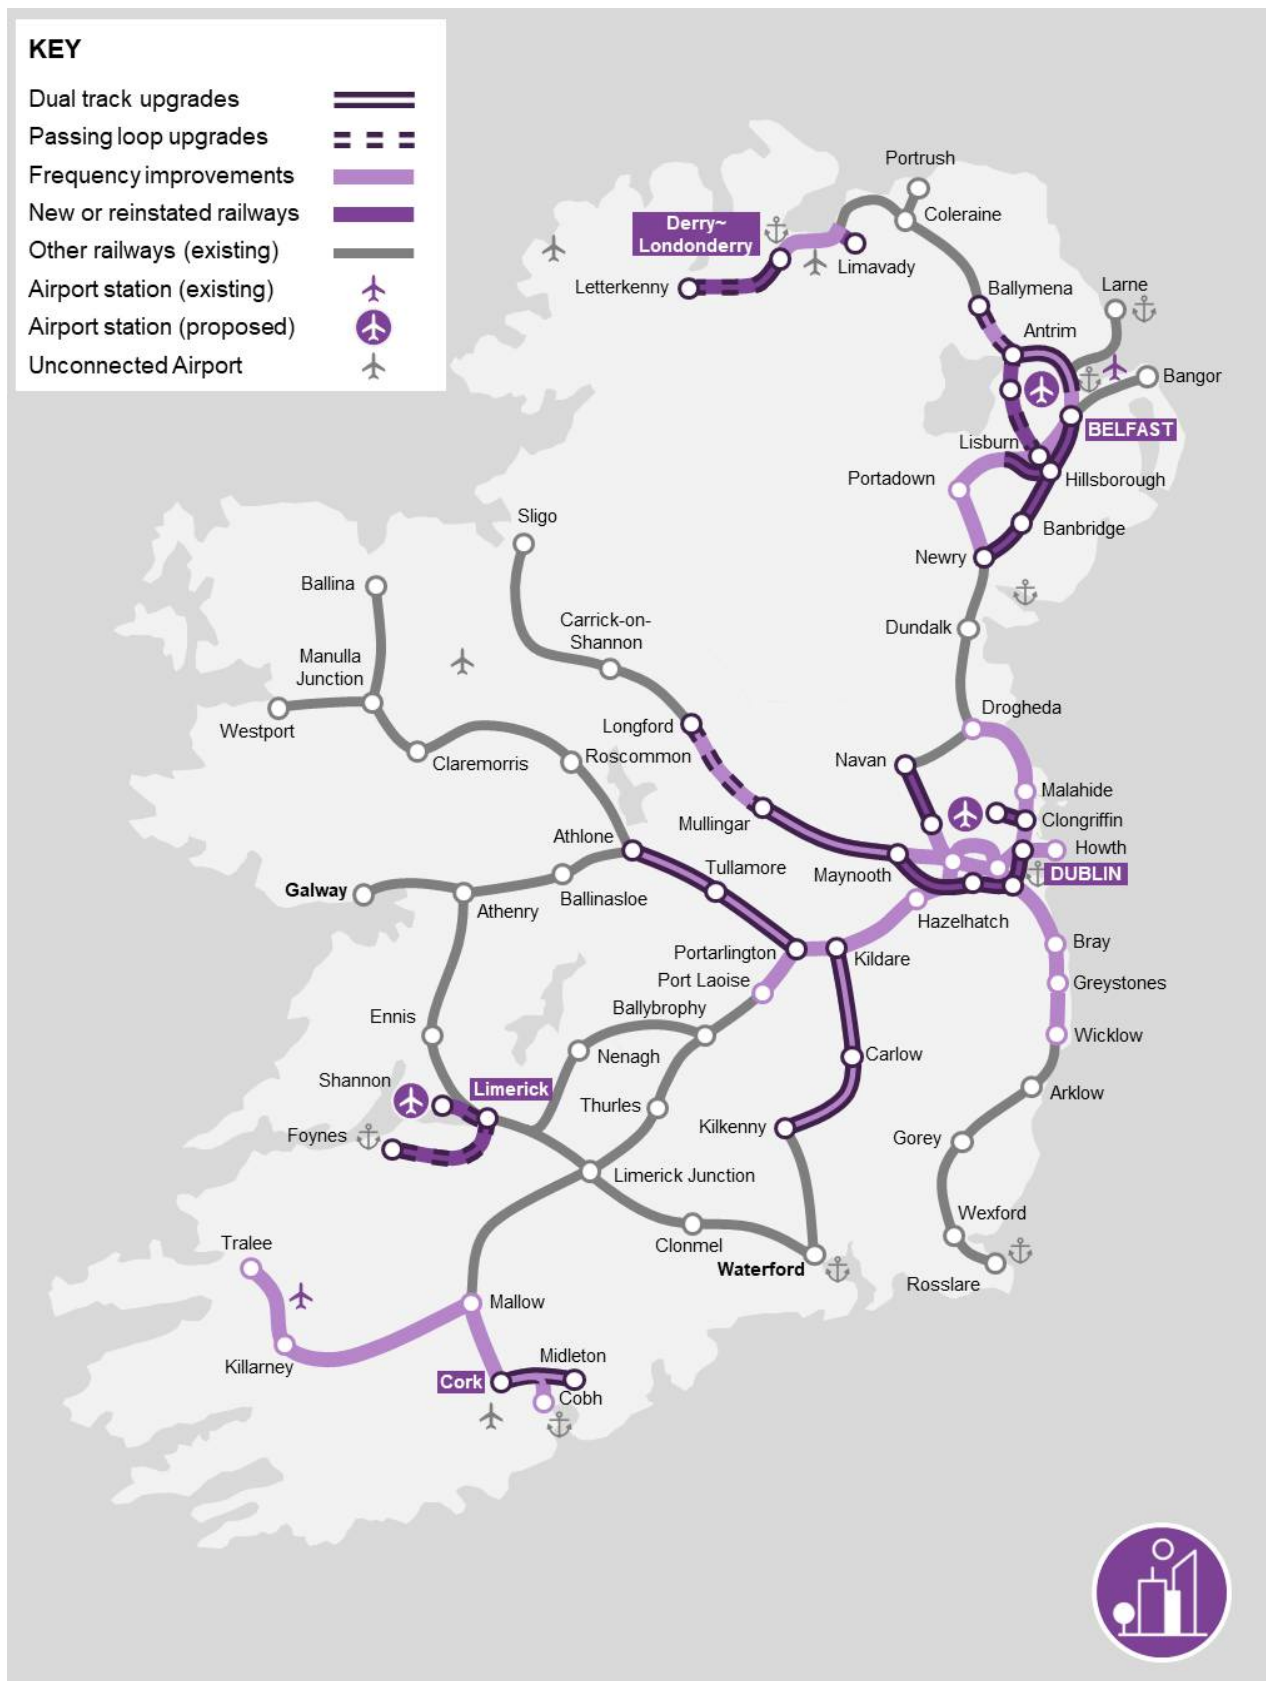 KEY
Dual track upgrades
Passing loop upgrades
Frequency improvements
New or reinstated railways
Other railways (existing)
Airport station (existing)
Airport station (proposed)
Unconnected Airport
Portrush
Coleraine
Derry~
Londonderry
Limavady
Letterkenny
Ballymena
Larne
Antrim
Bangor
BELFAST
Lisburn
Portadown
Hillsborough
Banbridge
Newry
Sligo
Ballina
Carrick-on-
Shannon
Dundalk
Manulla
Junction
Westport
Longford
Drogheda
Claremorris
Roscommon
Navan
Malahide
Clongriffin
Mullingar
Athlone
Howth
Tullamore
Maynooth
DUBLIN
Galway
Ballinasloe
Athenry
Hazelhatch
Bray
Portarlington
Kildare
Port Laoise
Greystones
Ballybrophy
Ennis
Wicklow
Nenagh
Carlow
Shannon
Limerick
Arklow
Thurles
Foynes
Kilkenny
Gorey
Limerick Junction
Wexford
Tralee
Clonmel
Waterford
Rosslare
Mallow
Killarney
Midleton
Cork
Cobh